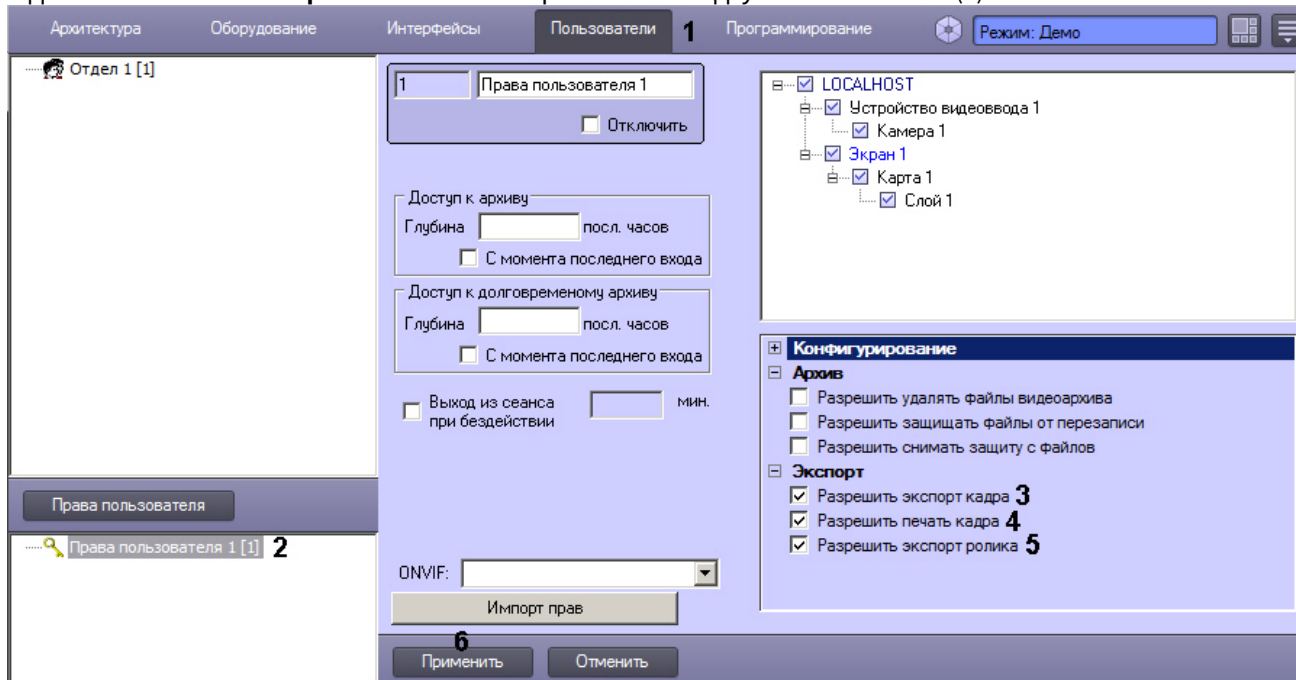 Архитектура
Оборудование
Интерфейсы
Пользователи 1
Программирование
Режим: Демо
Отдел 1 [1]
Права пользователя
Права пользователя 1 [1] 2
1
Права пользователя 1
Отключить
Доступ к архиву
Глубина посл. часов
С момента последнего входа
Доступ к долговременому архиву
Глубина посл. часов
С момента последнего входа
Выход из сеанса мин.
при бездействии
ONVIF:
Импорт прав
6
Применить
Отменить
LOCALHOST
Устройство видеоввода 1
Камера 1
Экран 1
Карта 1
Слой 1
Конфигурирование
Архив
Разрешить удалять файлы видеоархива
Разрешить защищать файлы от перезаписи
Разрешить снимать защиту с файлов
Экспорт
Разрешить экспорт кадра 3
Разрешить печать кадра 4
Разрешить экспорт ролика 5